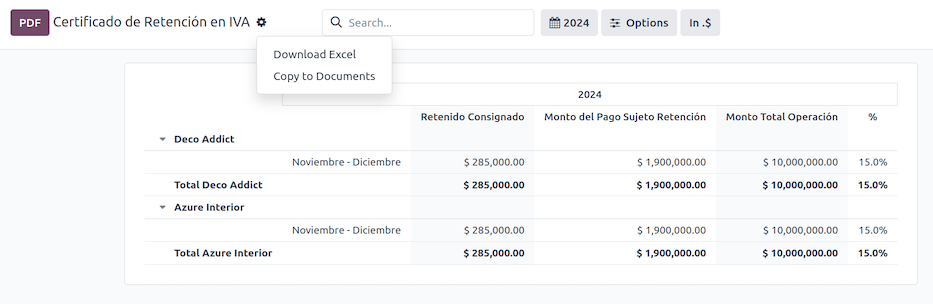 PDF Certificado de Retención en IVA Search... 2024 Options In .$
Download Excel
Copy to Documents
2024
Retenido Consignado Monto del Pago Sujeto Retención Monto Total Operación %
Deco Addict
Noviembre - Diciembre $ 285,000.00 $ 1,900,000.00 $ 10,000,000.00 15.0%
Total Deco Addict $ 285,000.00 $ 1,900,000.00 $ 10,000,000.00 15.0%
Azure Interior
Noviembre - Diciembre $ 285,000.00 $ 1,900,000.00 $ 10,000,000.00 15.0%
Total Azure Interior $ 285,000.00 $ 1,900,000.00 $ 10,000,000.00 15.0%